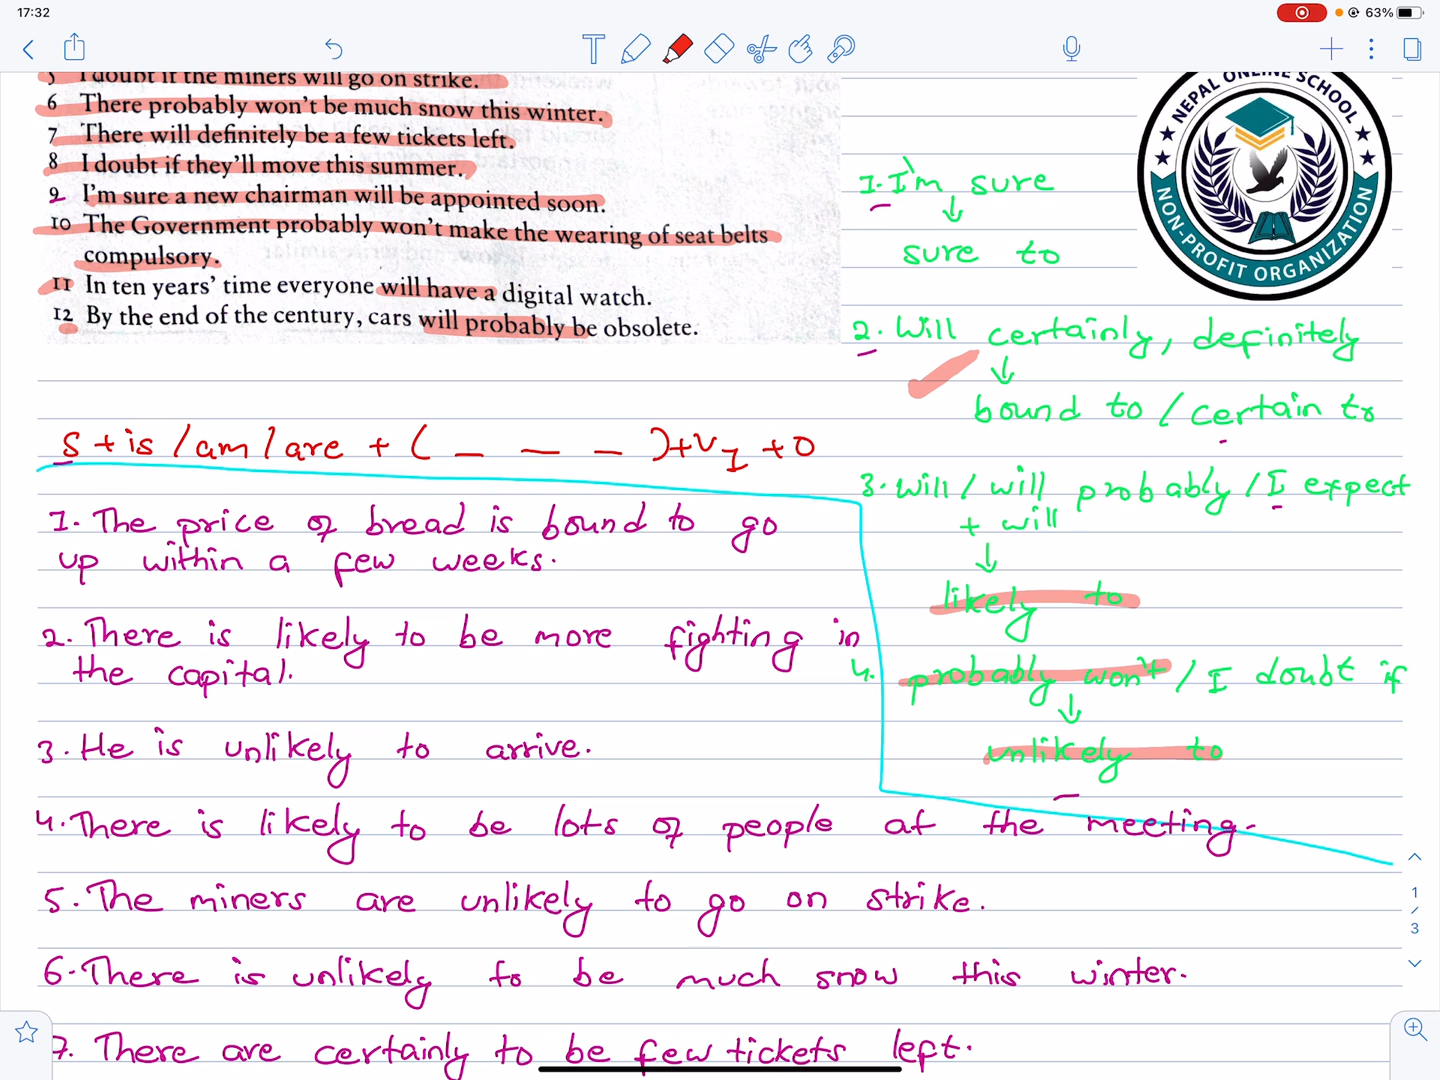 17:32
63%
5 I doubt if the miners will go on strike.
6 There probably won't be much snow this winter.
7 There will definitely be a few tickets left.
8 I doubt if they'll move this summer.
9 I'm sure a new chairman will be appointed soon.
10 The Government probably won't make the wearing of seat belts
compulsory.
11 In ten years' time everyone will have a digital watch.
12 By the end of the century, cars will probably be obsolete.
NEPAL ONLINE SCHOOL
NON-PROFIT ORGANIZATION
1. I'm sure
sure to
2. Will certainly, definitely
bound to / certain to
3. Will / will probably / I expect
+ will
likely to
4. probably won't / I doubt if
unlikely to
S + is / am / are + ( _ _ _ ) + V1 + O
1. The price of bread is bound to go
up within a few weeks.
2. There is likely to be more fighting in
the capital.
3. He is unlikely to arrive.
4. There is likely to be lots of people at the meeting.
5. The miners are unlikely to go on strike.
6. There is unlikely to be much snow this winter.
7. There are certainly to be few tickets left.
1
/
3